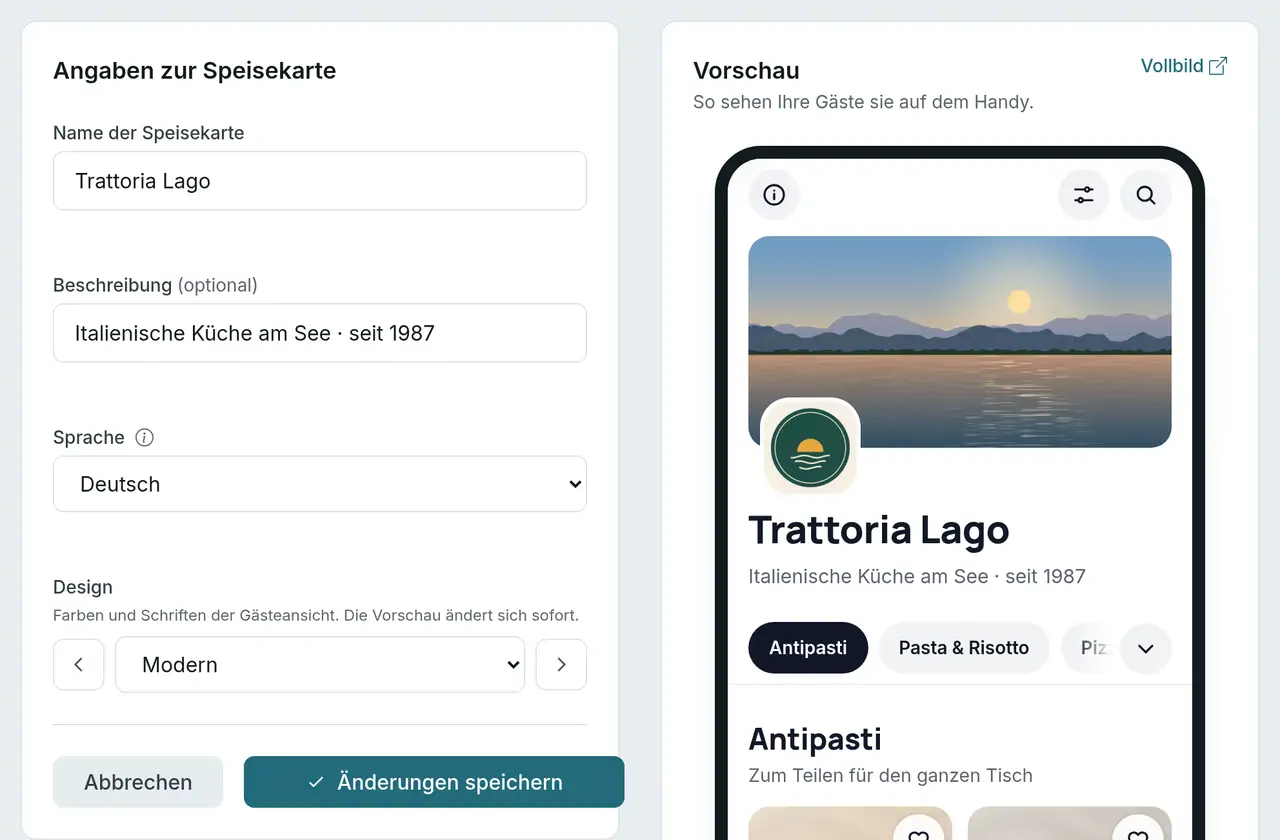 Angaben zur Speisekarte
Name der Speisekarte
Trattoria Lago
Beschreibung (optional)
Italienische Küche am See · seit 1987
Sprache
Deutsch
Design
Farben und Schriften der Gästeansicht. Die Vorschau ändert sich sofort.
Modern
Abbrechen
Änderungen speichern
Vorschau
Vollbild
So sehen Ihre Gäste sie auf dem Handy.
Trattoria Lago
Italienische Küche am See · seit 1987
Antipasti
Pasta & Risotto
Antipasti
Zum Teilen für den ganzen Tisch